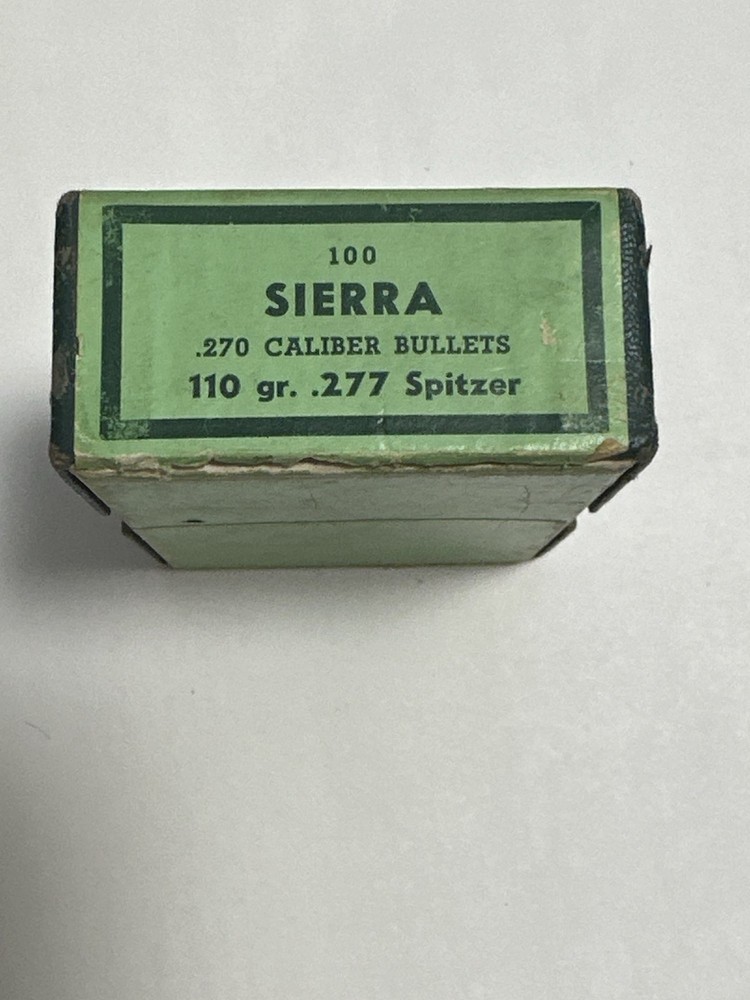 100
SIERRA
.270 CALIBER BULLETS
110 gr. .277 Spitzer